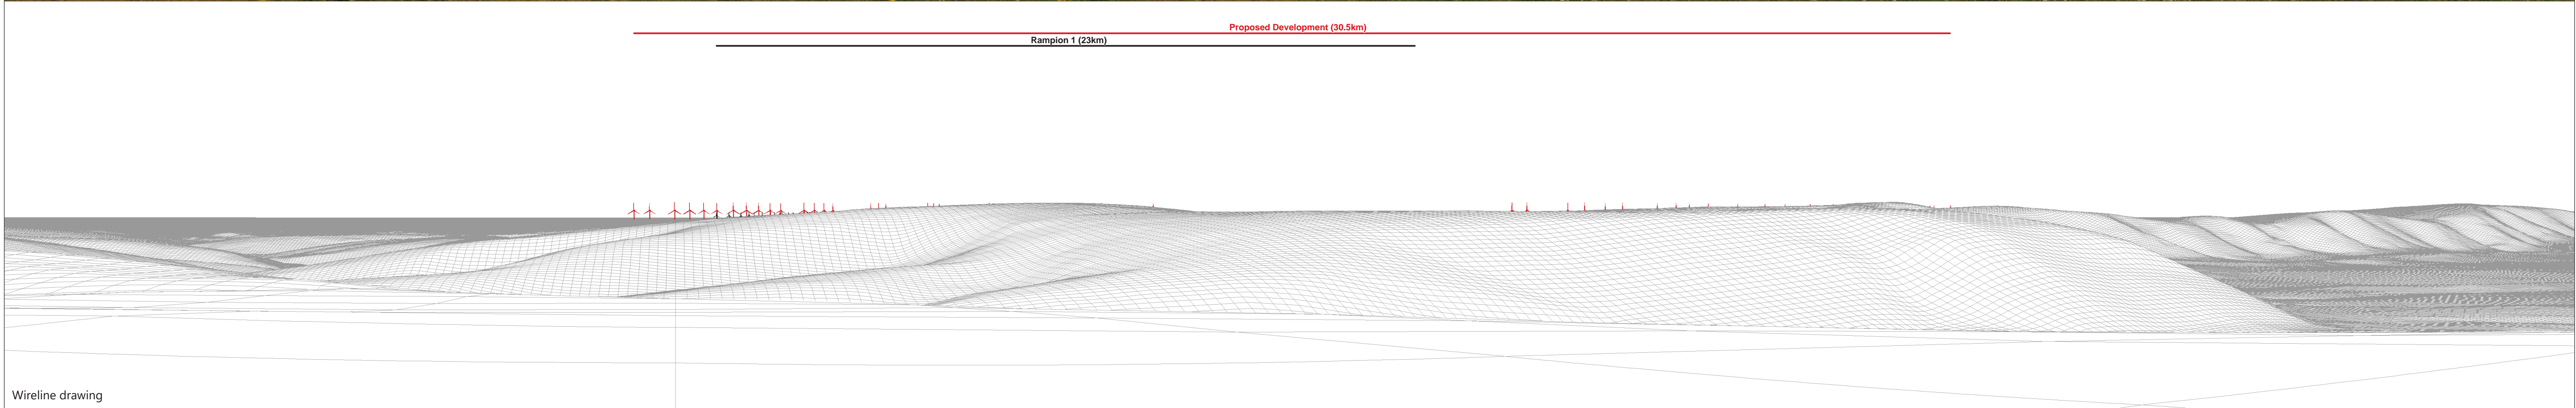 Proposed Development (30.5km)
Rampion 1 (23km)
Wireline drawing